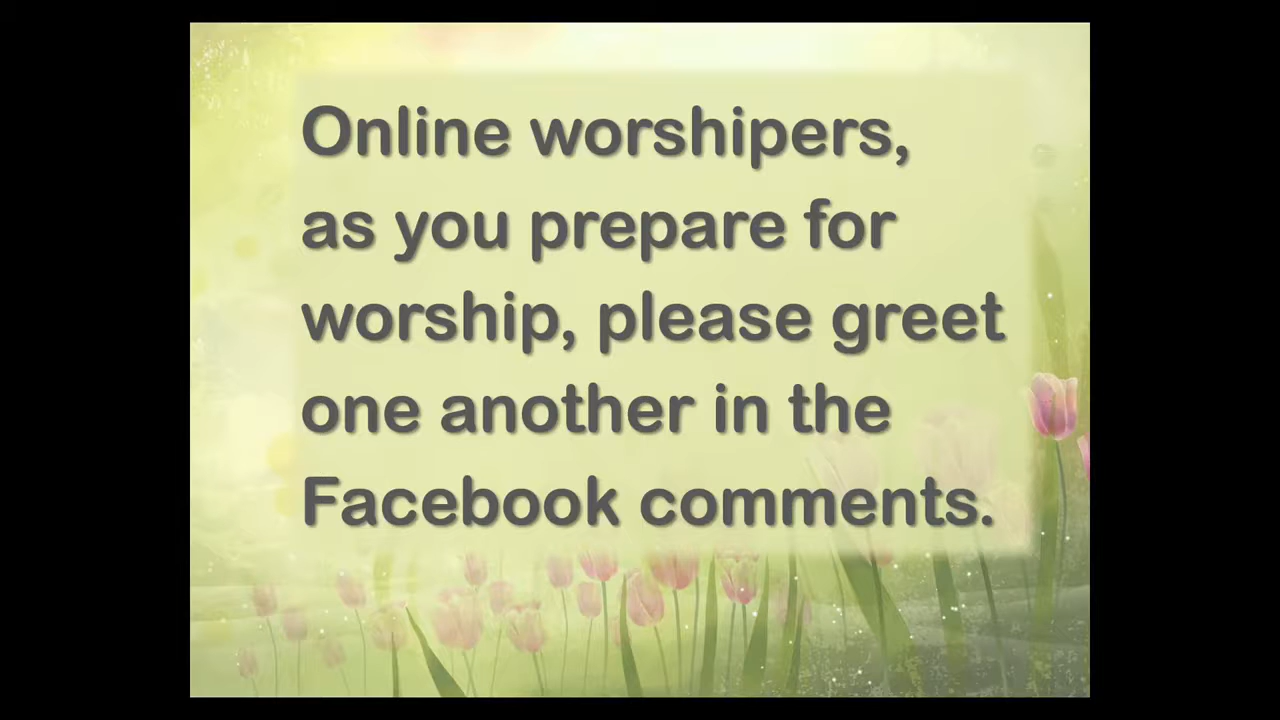 Online worshipers,
as you prepare for
worship, please greet
one another in the
Facebook comments.